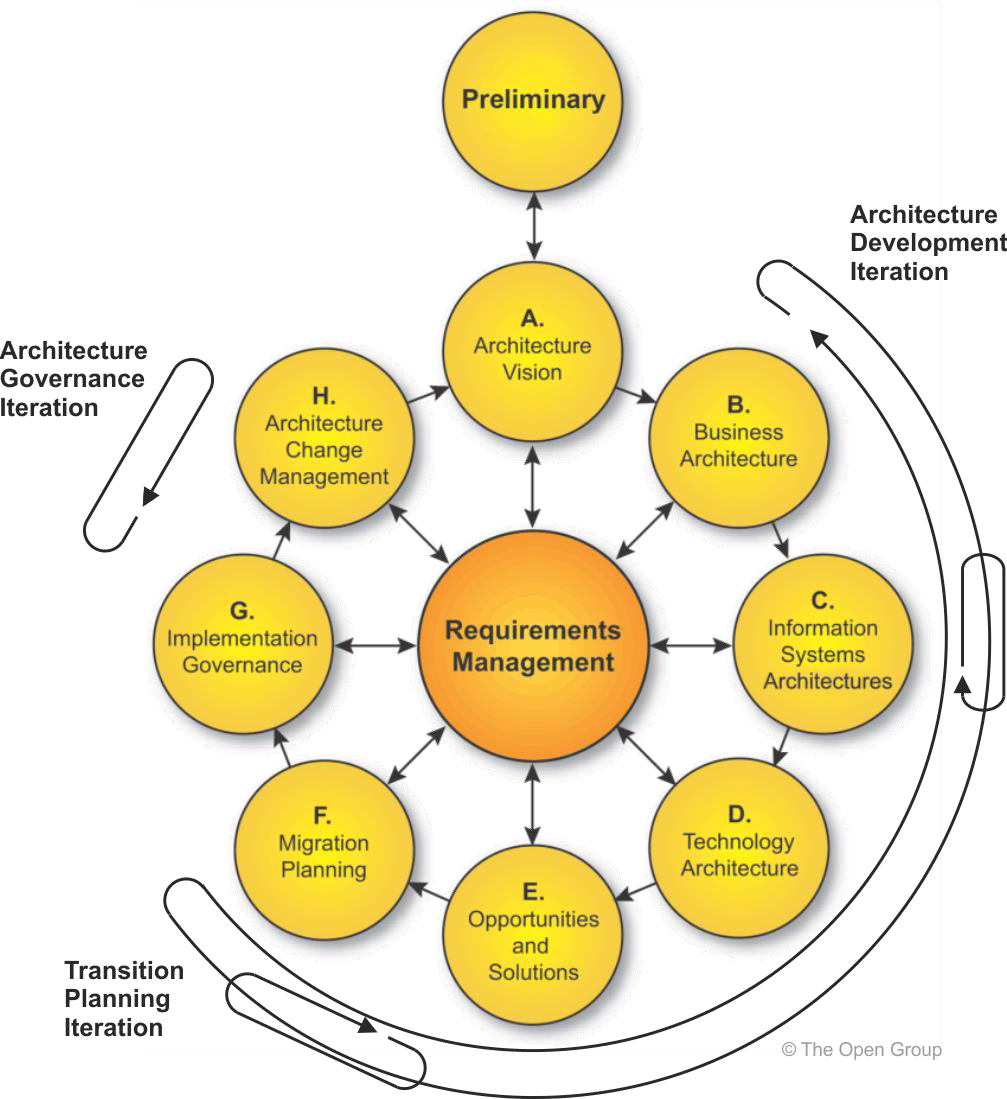 Preliminary
Architecture
Development
Iteration
A.
Architecture
Vision
Architecture
Governance
Iteration
H.
Architecture
Change
Management
B.
Business
Architecture
G.
Implementation
Governance
Requirements
Management
C.
Information
Systems
Architectures
F.
Migration
Planning
D.
Technology
Architecture
E.
Opportunities
and
Solutions
Transition
Planning
Iteration
© The Open Group